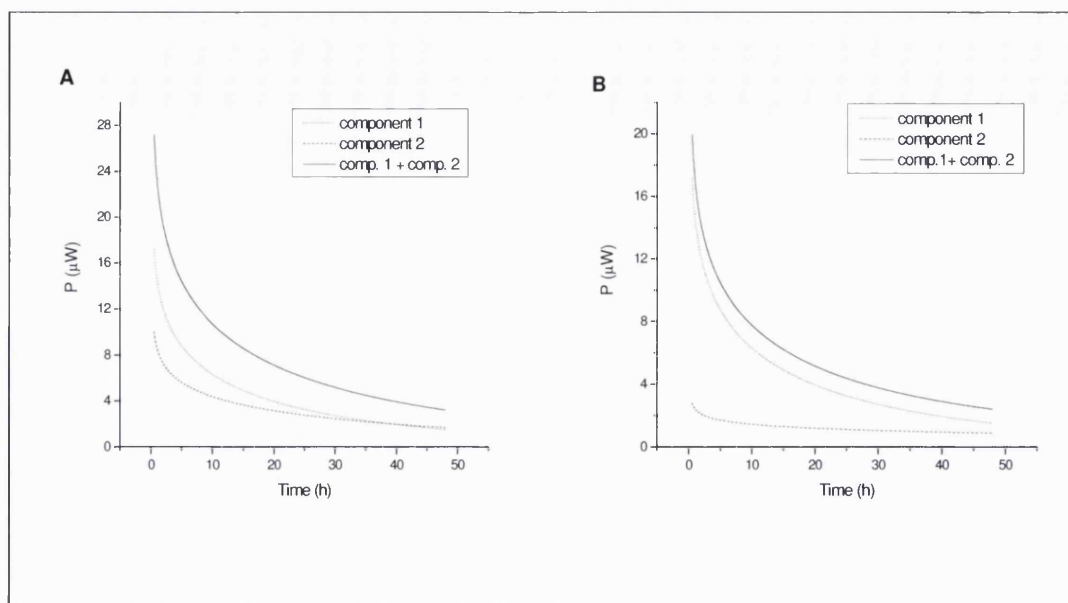 A
component 1
component 2
comp. 1 + comp. 2
28
24
20
16
12
8
4
0
P (µW)
0 10 20 30 40 50
Time (h)
B
component 1
component 2
comp.1+ comp. 2
20
16
12
8
4
0
P (µW)
0 10 20 30 40 50
Time (h)